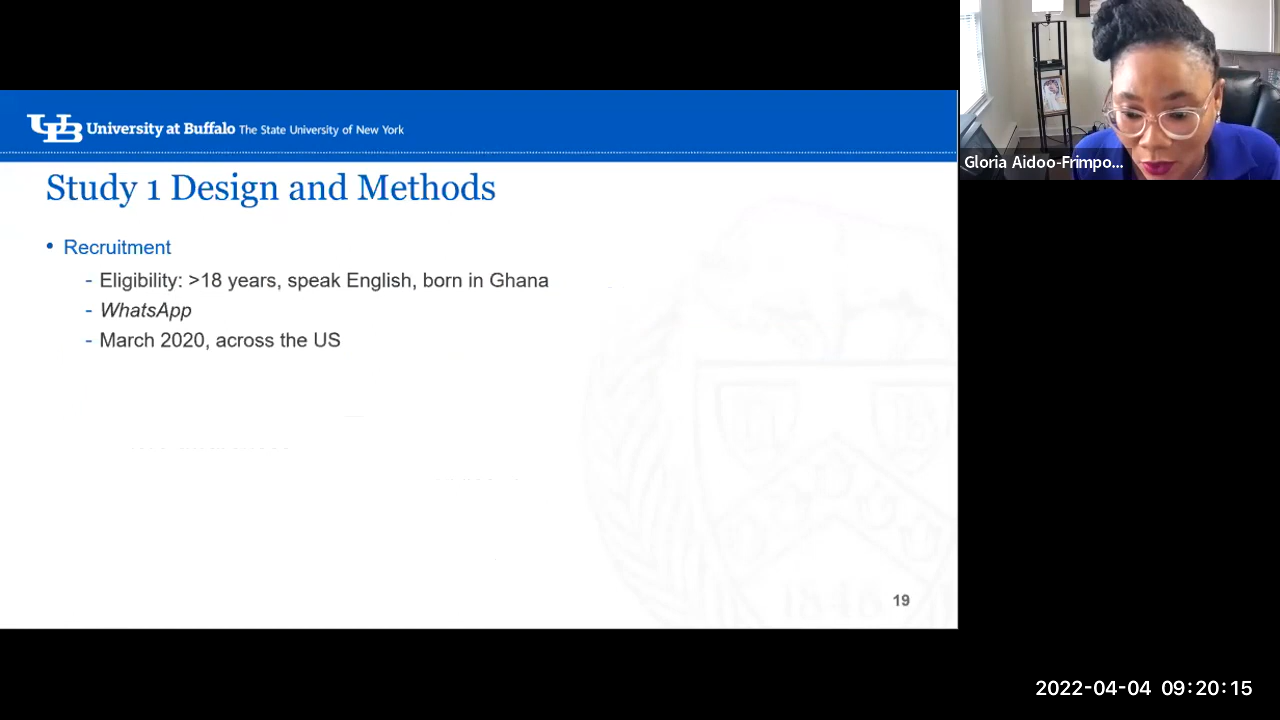 UB University at Buffalo The State University of New York
Gloria Aidoo-Frimpo...
Study 1 Design and Methods
• Recruitment
- Eligibility: >18 years, speak English, born in Ghana
- WhatsApp
- March 2020, across the US
1846
19
2022-04-04 09:20:15